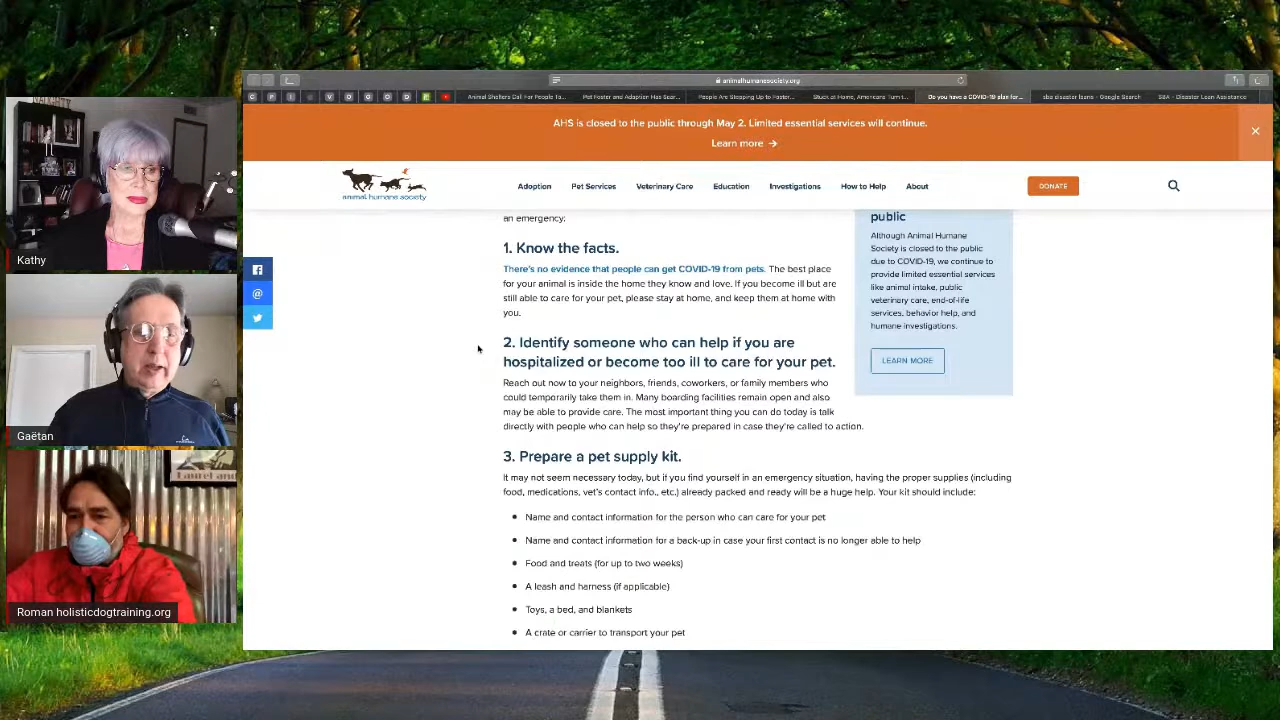 animalhumanesociety.org
Animal Shelters Call For People To...
Pet Foster and Adoption Has Soar...
People Are Stepping Up to Foster...
Stuck at Home, Americans Turn t...
Do you have a COVID-19 plan for...
sba disaster loans - Google Search
SBA - Disaster Loan Assistance
AHS is closed to the public through May 2. Limited essential services will continue.
Learn more →
×
animal humane society
Adoption
Pet Services
Veterinary Care
Education
Investigations
How to Help
About
DONATE
an emergency:
1. Know the facts.
There's no evidence that people can get COVID-19 from pets. The best place
for your animal is inside the home they know and love. If you become ill but are
still able to care for your pet, please stay at home, and keep them at home with
you.
2. Identify someone who can help if you are
hospitalized or become too ill to care for your pet.
Reach out now to your neighbors, friends, coworkers, or family members who
could temporarily take them in. Many boarding facilities remain open and also
may be able to provide care. The most important thing you can do today is talk
directly with people who can help so they're prepared in case they're called to action.
3. Prepare a pet supply kit.
It may not seem necessary today, but if you find yourself in an emergency situation, having the proper supplies (including
food, medications, vet's contact info., etc.) already packed and ready will be a huge help. Your kit should include:
• Name and contact information for the person who can care for your pet
• Name and contact information for a back-up in case your first contact is no longer able to help
• Food and treats (for up to two weeks)
• A leash and harness (if applicable)
• Toys, a bed, and blankets
• A crate or carrier to transport your pet
public
Although Animal Humane
Society is closed to the public
due to COVID-19, we continue to
provide limited essential services
like animal intake, public
veterinary care, end-of-life
services, behavior help, and
humane investigations.
LEARN MORE
Kathy
Gaëtan
Roman holisticdogtraining.org